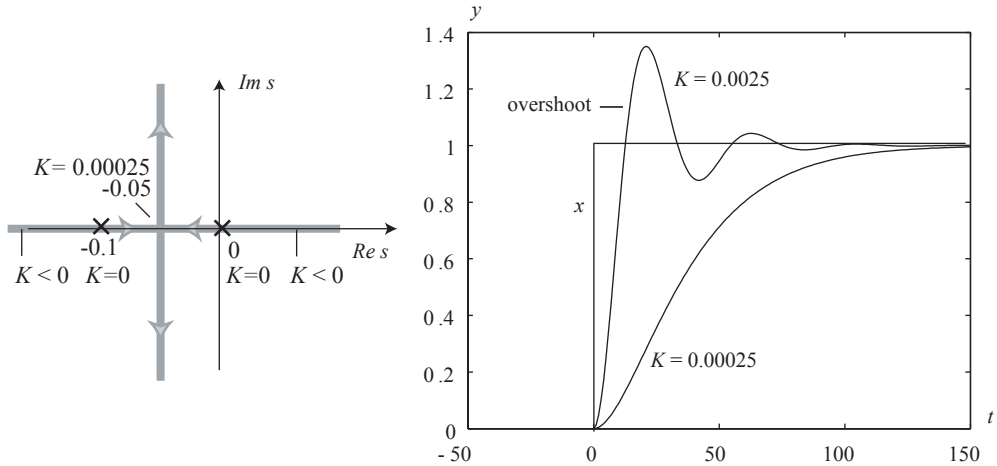 Im s
K = 0.00025
-0.05
-0.1
0
Re s
K < 0 K=0 K=0 K < 0
y
1 .4
1.2
1
0.8
0.6
0 .4
0.2
0
K = 0.0025
overshoot
x
K = 0.00025
t
- 50 0 50 100 150